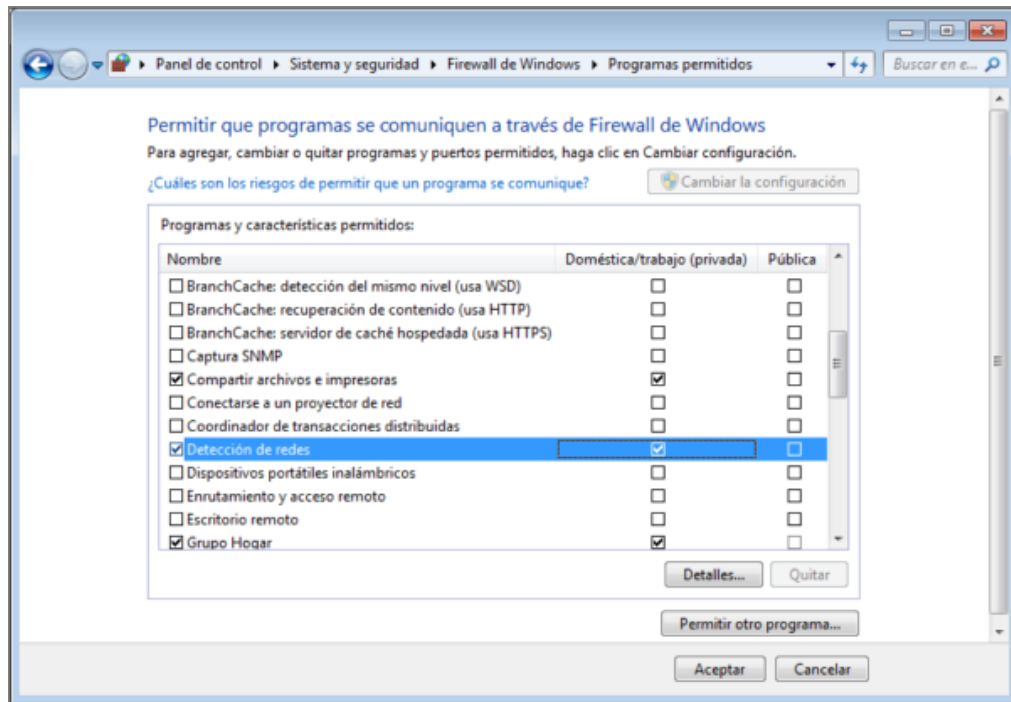 Panel de control ▸ Sistema y seguridad ▸ Firewall de Windows ▸ Programas permitidos
Buscar en e...
Permitir que programas se comuniquen a través de Firewall de Windows
Para agregar, cambiar o quitar programas y puertos permitidos, haga clic en Cambiar configuración.
¿Cuáles son los riesgos de permitir que un programa se comunique?
Cambiar la configuración
Programas y características permitidos:
Nombre Doméstica/trabajo (privada) Pública
BranchCache: detección del mismo nivel (usa WSD)
BranchCache: recuperación de contenido (usa HTTP)
BranchCache: servidor de caché hospedada (usa HTTPS)
Captura SNMP
Compartir archivos e impresoras
Conectarse a un proyector de red
Coordinador de transacciones distribuidas
Detección de redes
Dispositivos portátiles inalámbricos
Enrutamiento y acceso remoto
Escritorio remoto
Grupo Hogar
Detalles... Quitar
Permitir otro programa...
Aceptar Cancelar